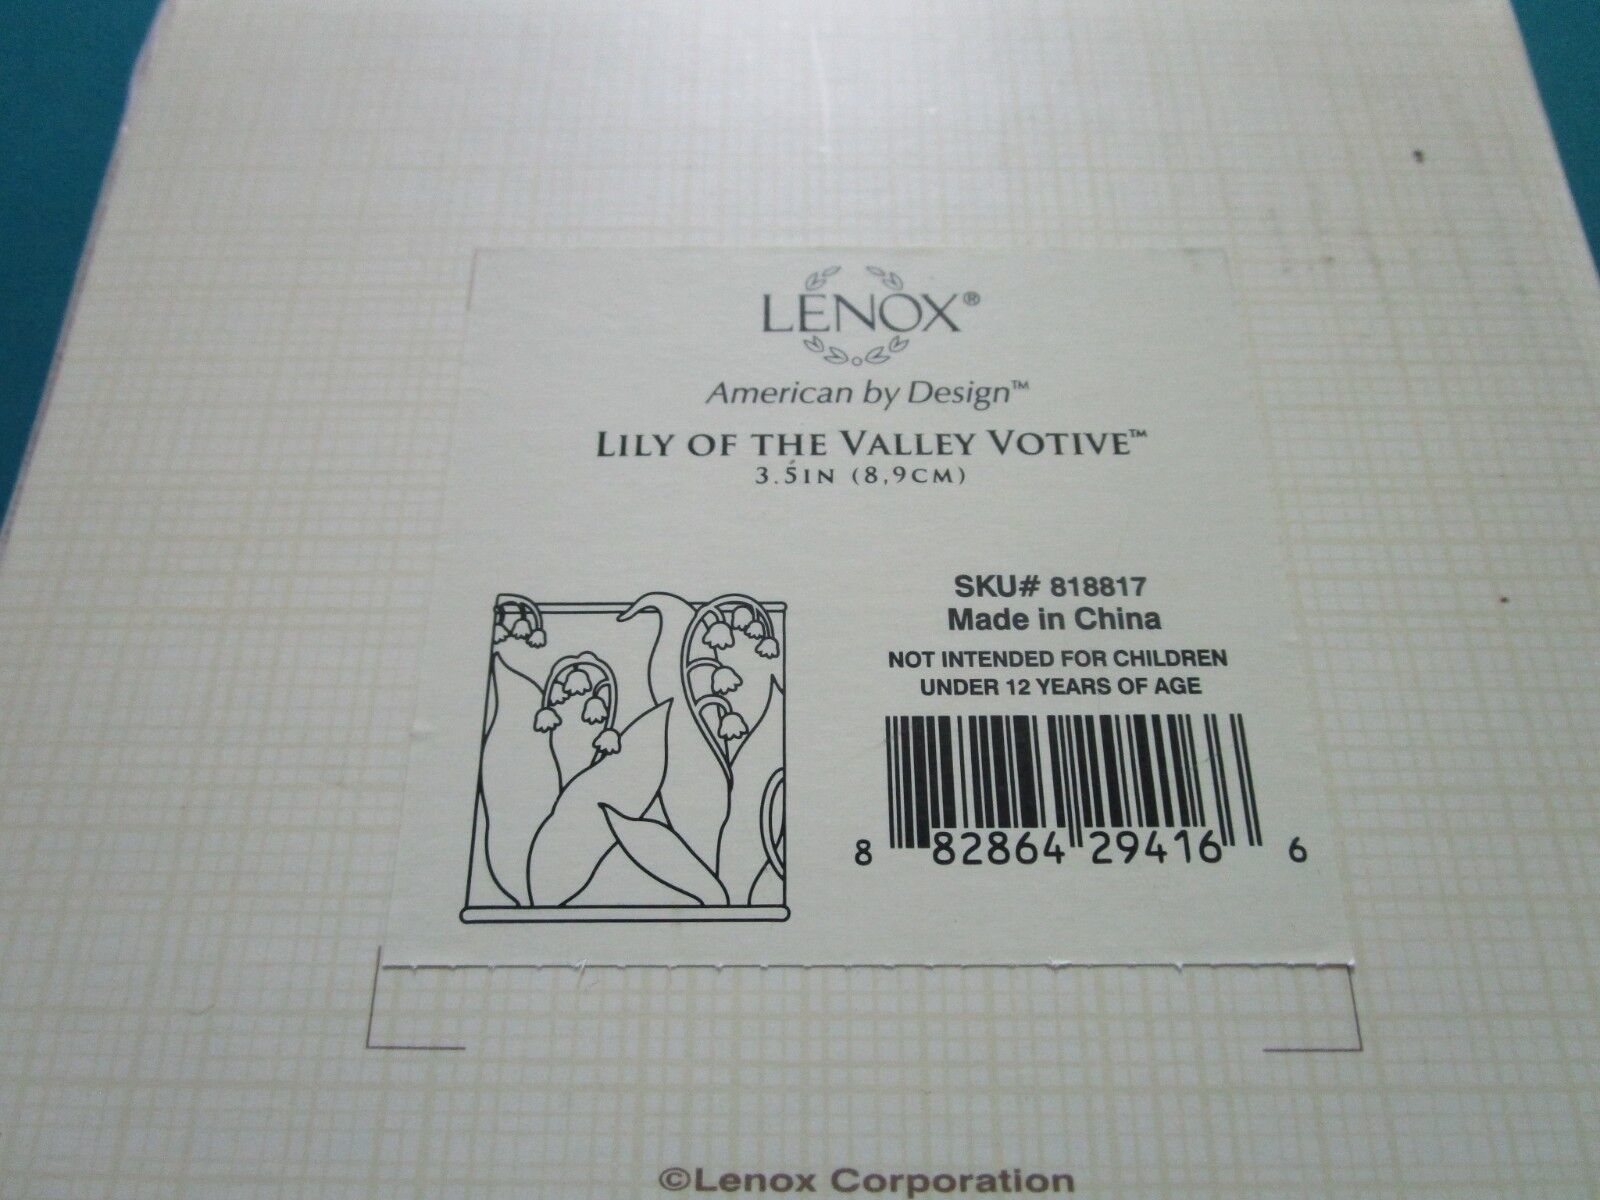 LENOX®
American by Design™
LILY OF THE VALLEY VOTIVE™
3.5IN (8,9CM)
SKU# 818817
Made in China
NOT INTENDED FOR CHILDREN
UNDER 12 YEARS OF AGE
8 82864 29416 6
©Lenox Corporation